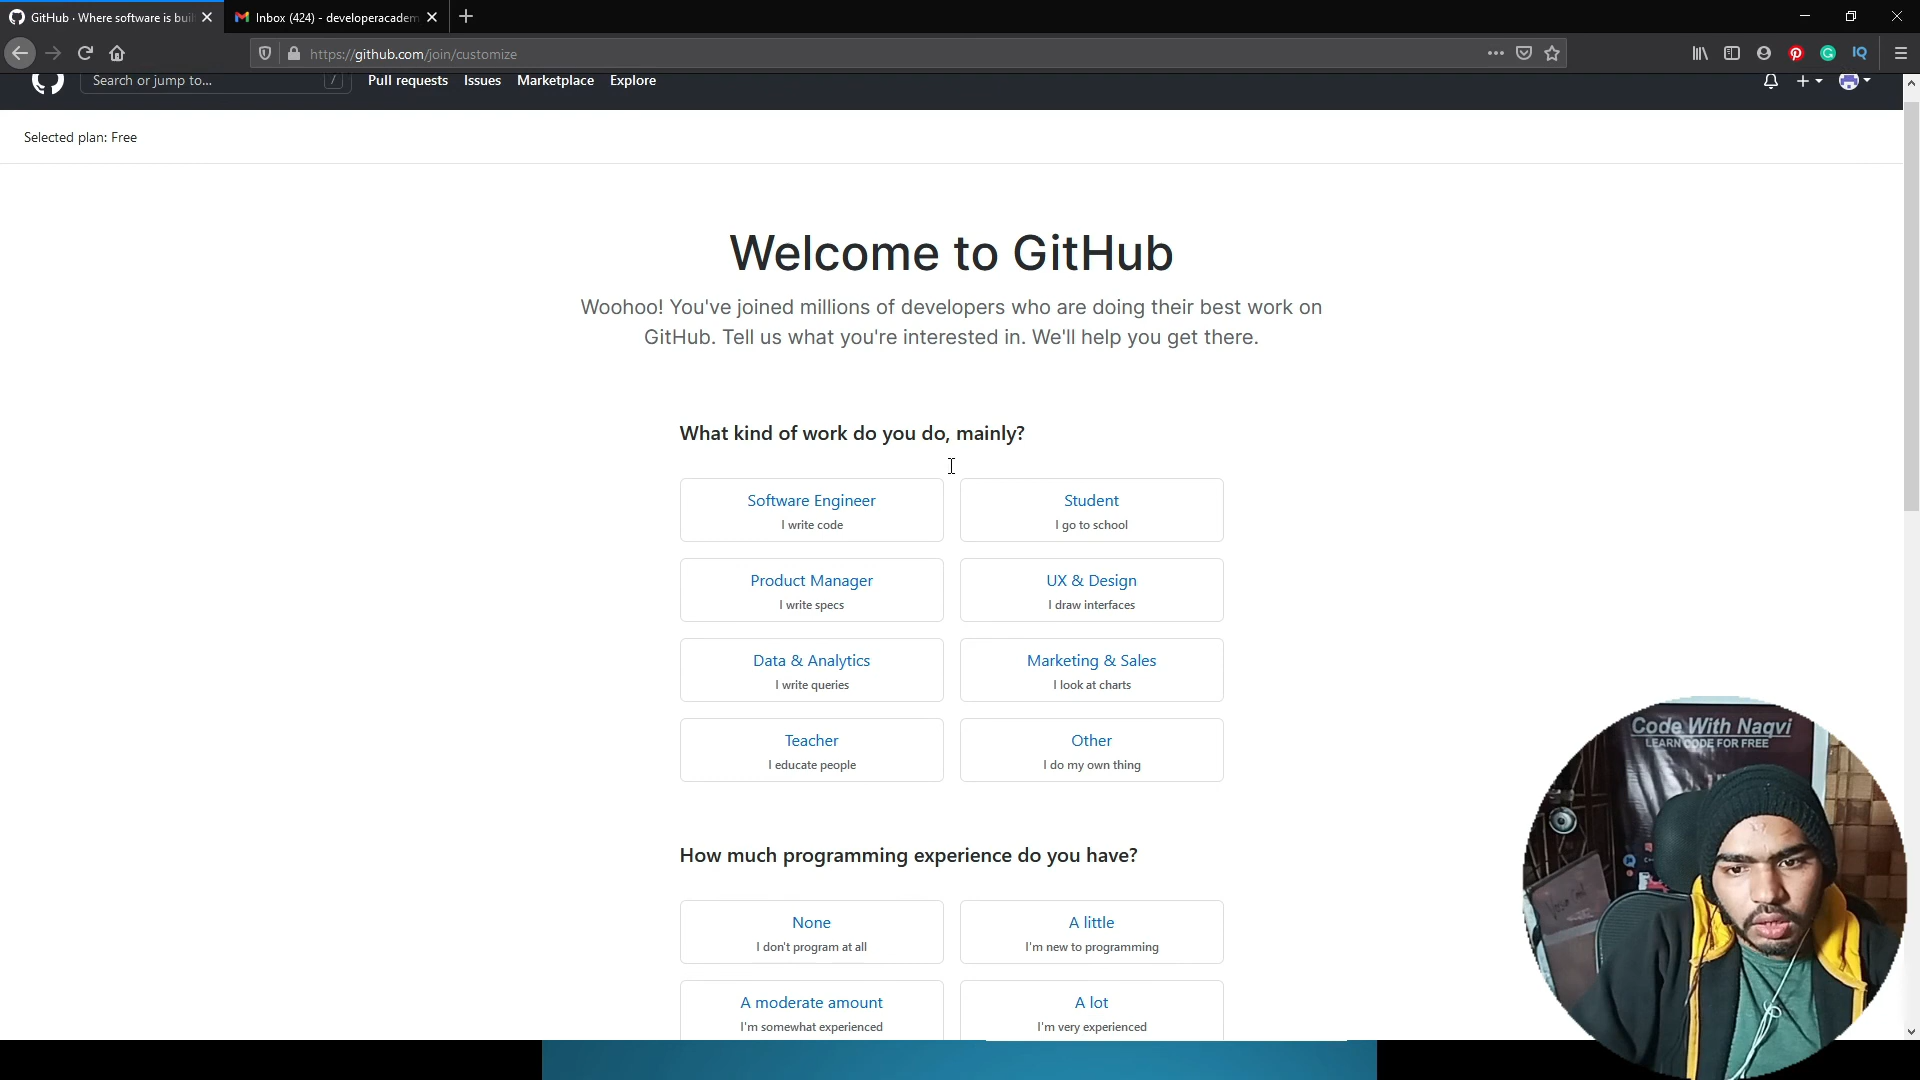 GitHub · Where software is buil
Inbox (424) - developeracadem
https://github.com/join/customize
Search or jump to...
/
Pull requests
Issues
Marketplace
Explore
Selected plan: Free
Welcome to GitHub
Woohoo! You've joined millions of developers who are doing their best work on
GitHub. Tell us what you're interested in. We'll help you get there.
What kind of work do you do, mainly?
Software Engineer
I write code
Student
I go to school
Product Manager
I write specs
UX & Design
I draw interfaces
Data & Analytics
I write queries
Marketing & Sales
I look at charts
Teacher
I educate people
Other
I do my own thing
How much programming experience do you have?
None
I don't program at all
A little
I'm new to programming
A moderate amount
I'm somewhat experienced
A lot
I'm very experienced
Code With Naqvi
LEARN CODE FOR FREE